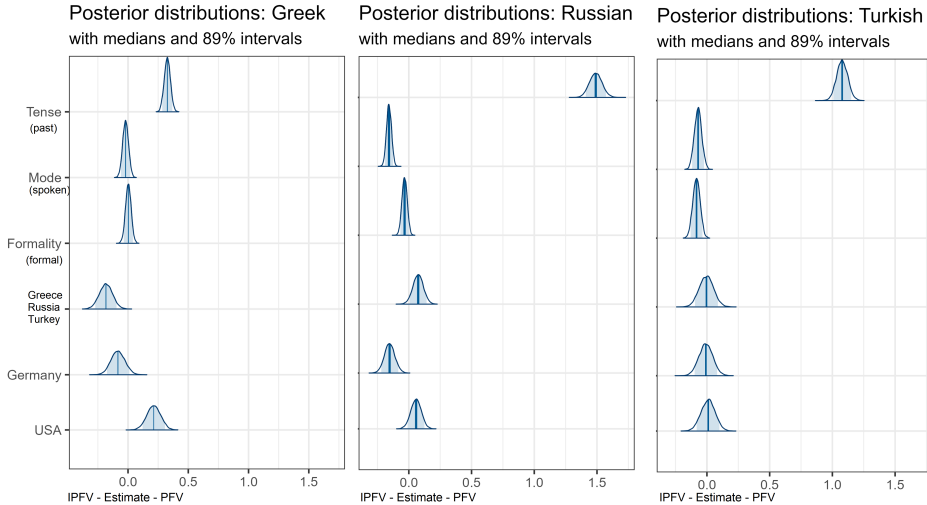 Posterior distributions: Greek
with medians and 89% intervals
Tense
(past)
Mode
(spoken)
Formality
(formal)
Greece
Russia
Turkey
Germany
USA
0.0 0.5 1.0 1.5
IPFV - Estimate - PFV
Posterior distributions: Russian
with medians and 89% intervals
0.0 0.5 1.0 1.5
IPFV - Estimate - PFV
Posterior distributions: Turkish
with medians and 89% intervals
0.0 0.5 1.0 1.5
IPFV - Estimate - PFV